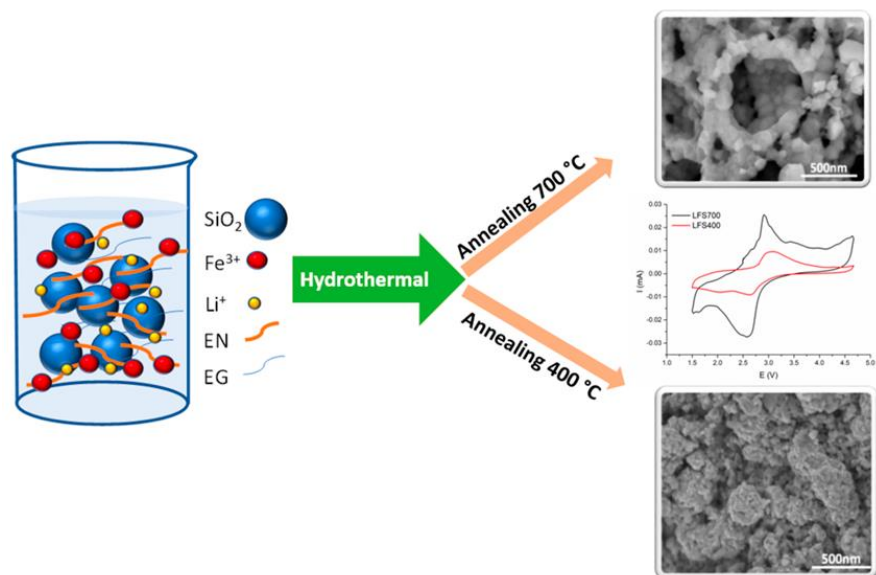 SiO₂
Fe³⁺
Li⁺
EN
EG
Hydrothermal
Annealing 700 °C
Annealing 400 °C
500nm
LFS700
LFS400
I (mA)
0.03
0.02
0.01
0.00
-0.01
-0.02
-0.03
1.0 1.5 2.0 2.5 3.0 3.5 4.0 4.5 5.0
E (V)
500nm